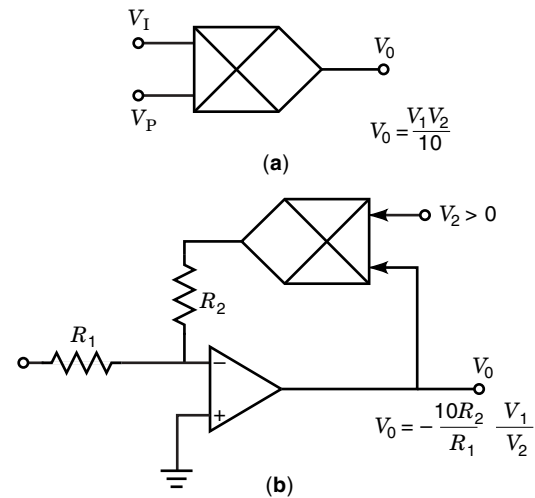 V_I
V_P
V_0
V_0 = V_1V_2/10
(a)
V_2 > 0
R_2
R_1
−
+
V_0
V_0 = − 10R_2/R_1 V_1/V_2
(b)